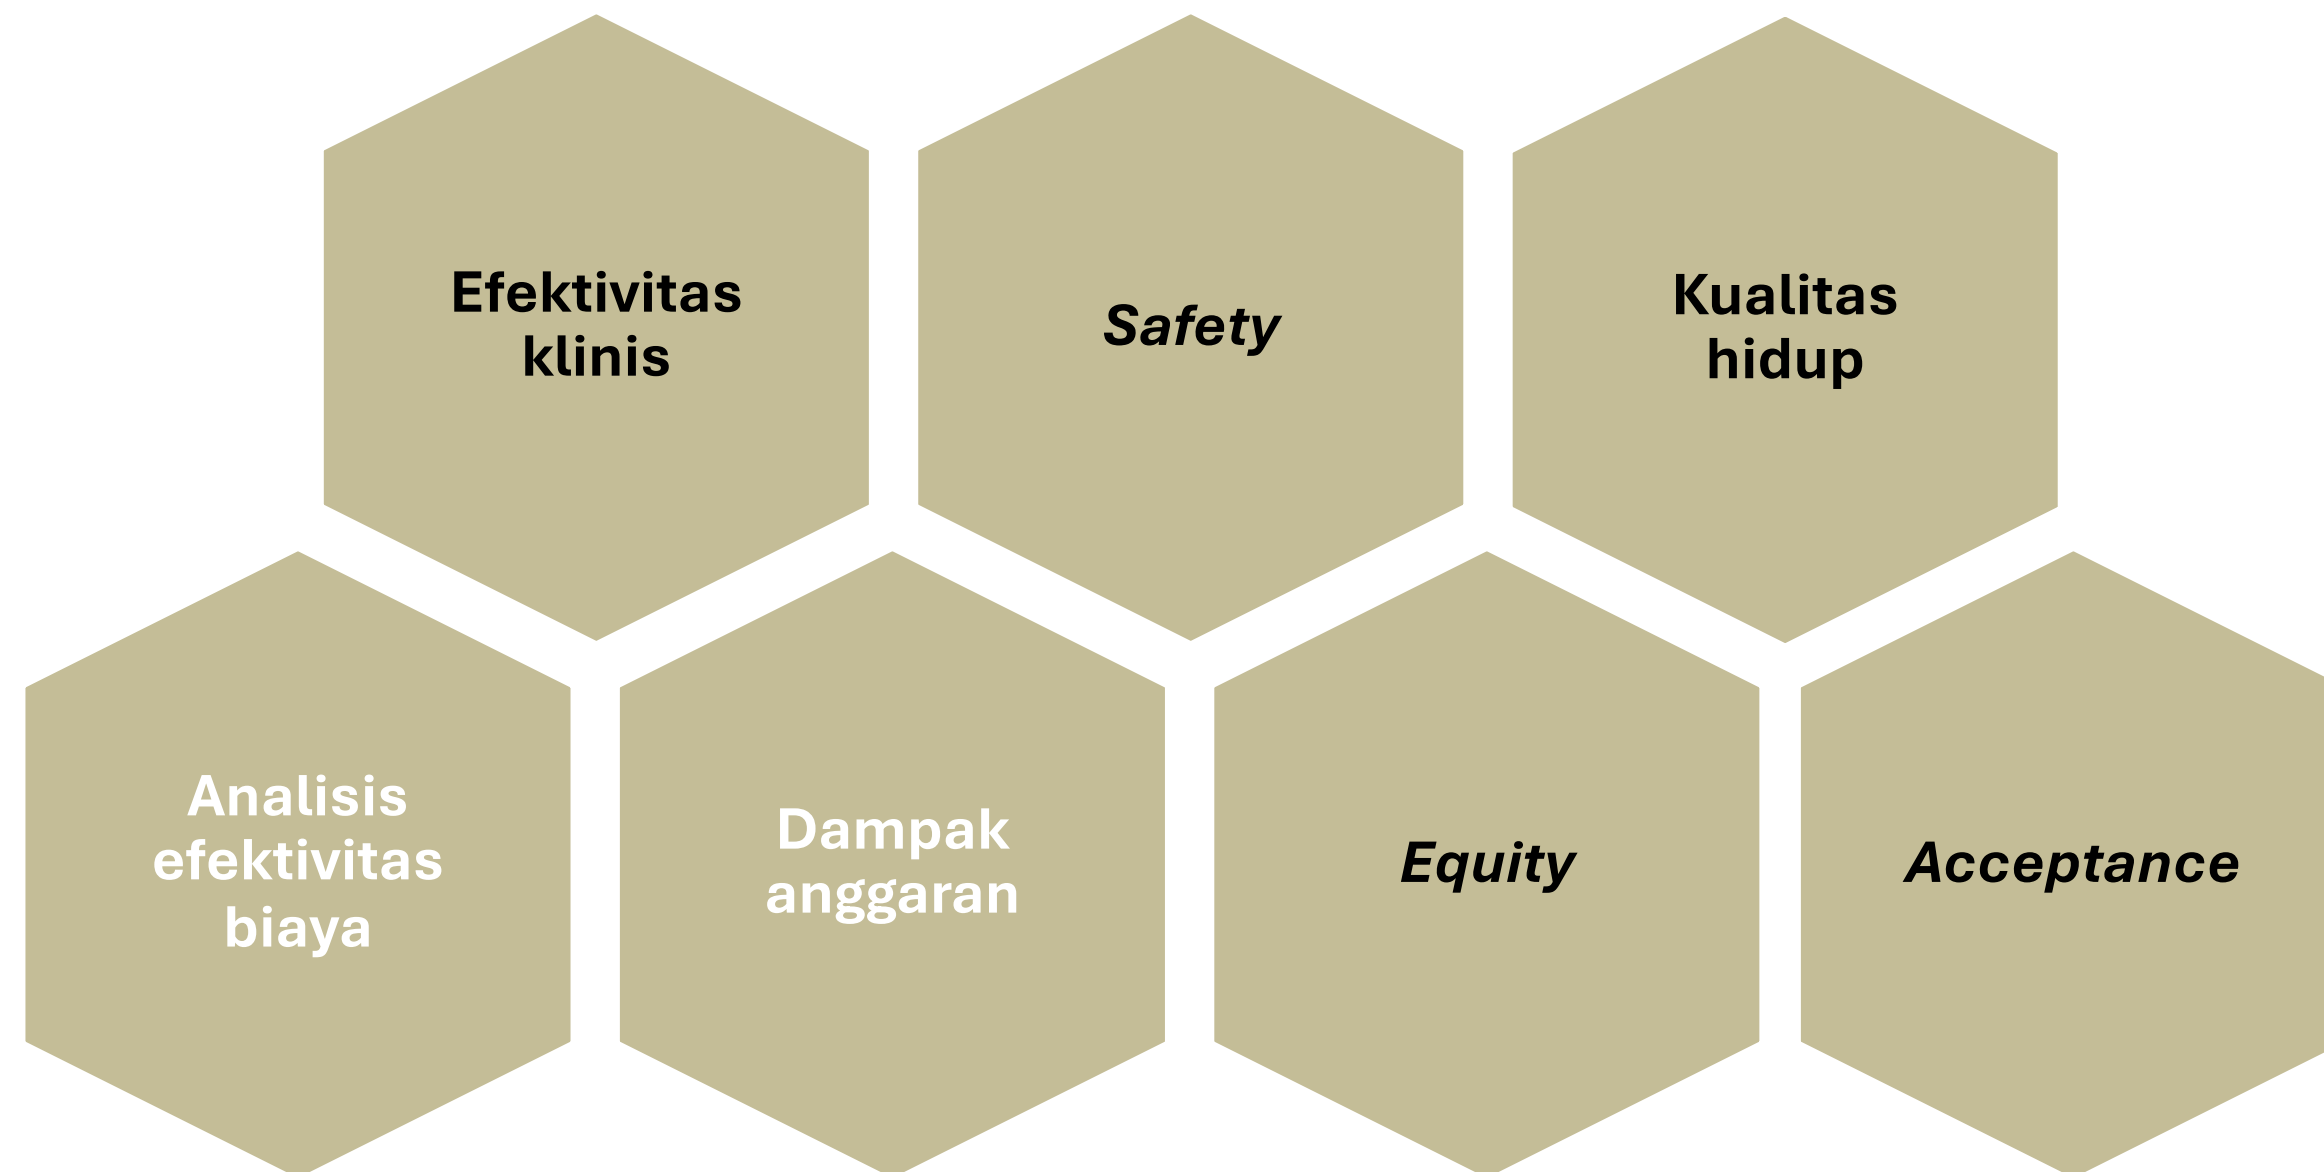 Efektivitas
klinis
Safety
Kualitas
hidup
Analisis
efektivitas
biaya
Dampak
anggaran
Equity
Acceptance